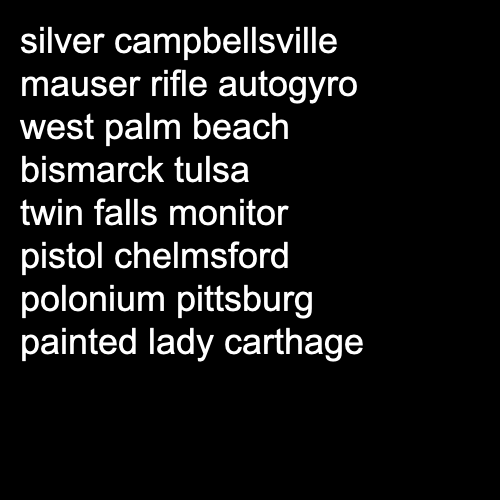 silver campbellsville
mauser rifle autogyro
west palm beach
bismarck tulsa
twin falls monitor
pistol chelmsford
polonium pittsburg
painted lady carthage